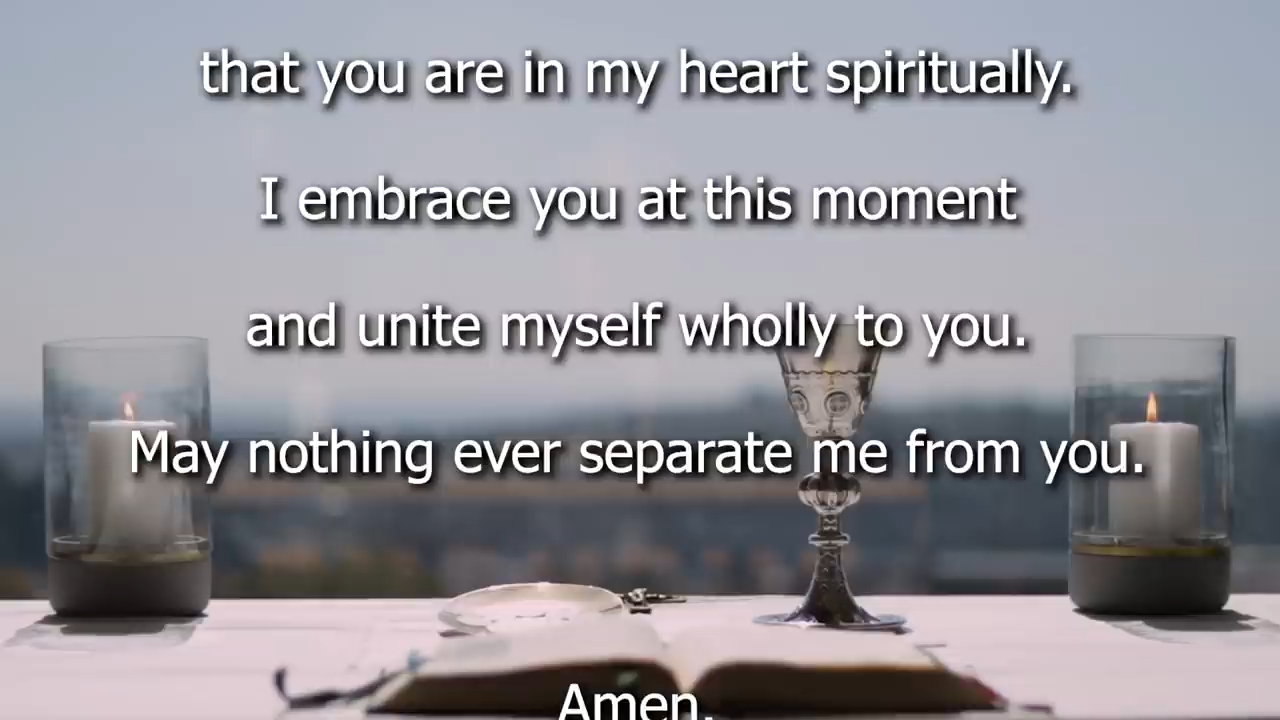 that you are in my heart spiritually.
I embrace you at this moment
and unite myself wholly to you.
May nothing ever separate me from you.
Amen.